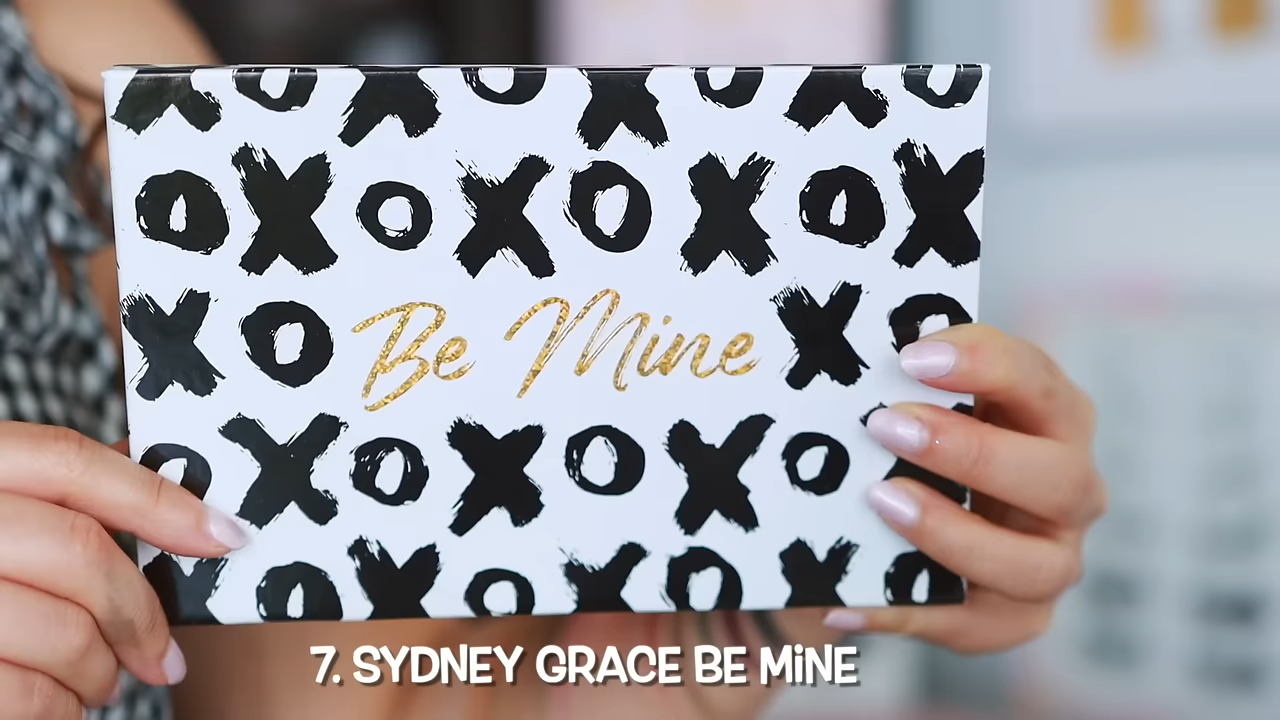 X O X O X X O X O
O X O X O X O X
X O Be Mine X O
O X O X O X O X
X O X O X O X O
7. SYDNEY GRACE BE MiNE